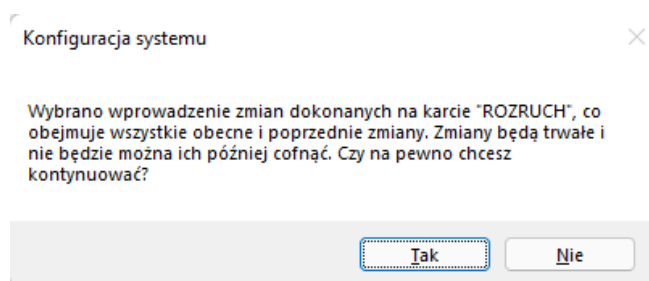 Konfiguracja systemu
Wybrano wprowadzenie zmian dokonanych na karcie "ROZRUCH", co
obejmuje wszystkie obecne i poprzednie zmiany. Zmiany będą trwałe i
nie będzie można ich później cofnąć. Czy na pewno chcesz
kontynuować?
Tak
Nie